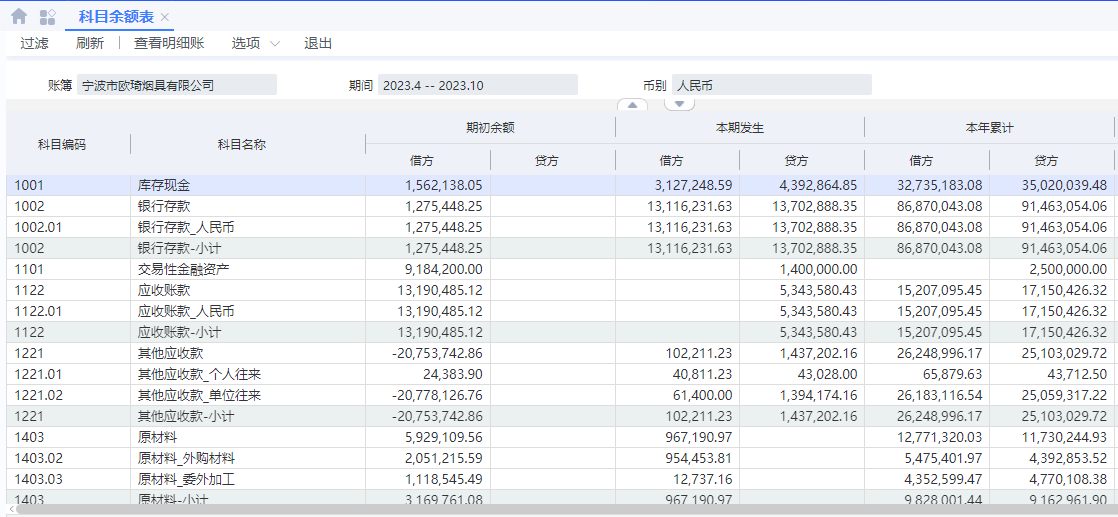 科目余额表
过滤 刷新 查看明细账 选项 退出
账簿 宁波市欧琦烟具有限公司 期间 2023.4 -- 2023.10 币别 人民币
科目编码 科目名称 期初余额 本期发生 本年累计
借方 贷方 借方 贷方 借方 贷方
1001 库存现金 1,562,138.05 3,127,248.59 4,392,864.85 32,735,183.08 35,020,039.48
1002 银行存款 1,275,448.25 13,116,231.63 13,702,888.35 86,870,043.08 91,463,054.06
1002.01 银行存款_人民币 1,275,448.25 13,116,231.63 13,702,888.35 86,870,043.08 91,463,054.06
1002 银行存款-小计 1,275,448.25 13,116,231.63 13,702,888.35 86,870,043.08 91,463,054.06
1101 交易性金融资产 9,184,200.00 1,400,000.00 2,500,000.00
1122 应收账款 13,190,485.12 5,343,580.43 15,207,095.45 17,150,426.32
1122.01 应收账款_人民币 13,190,485.12 5,343,580.43 15,207,095.45 17,150,426.32
1122 应收账款-小计 13,190,485.12 5,343,580.43 15,207,095.45 17,150,426.32
1221 其他应收款 -20,753,742.86 102,211.23 1,437,202.16 26,248,996.17 25,103,029.72
1221.01 其他应收款_个人往来 24,383.90 40,811.23 43,028.00 65,879.63 43,712.50
1221.02 其他应收款_单位往来 -20,778,126.76 61,400.00 1,394,174.16 26,183,116.54 25,059,317.22
1221 其他应收款-小计 -20,753,742.86 102,211.23 1,437,202.16 26,248,996.17 25,103,029.72
1403 原材料 5,929,109.56 967,190.97 12,771,320.03 11,730,244.93
1403.02 原材料_外购材料 2,051,215.59 954,453.81 5,475,401.97 4,392,853.52
1403.03 原材料_委外加工 1,118,545.49 12,737.16 4,352,599.47 4,770,108.38
1403 原材料-小计 3,169,761.08 967,190.97 9,828,001.44 9,162,961.90